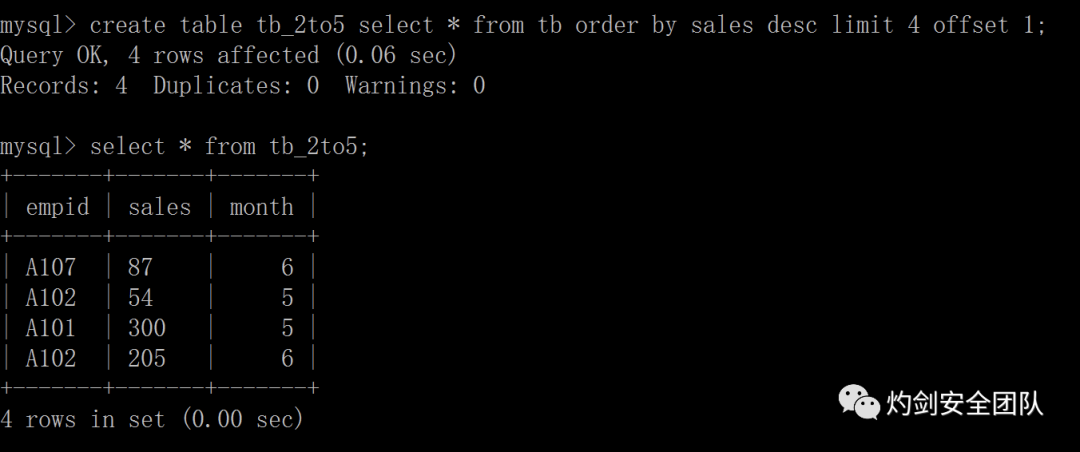 mysql> create table tb_2to5 select * from tb order by sales desc limit 4 offset 1;
Query OK, 4 rows affected (0.06 sec)
Records: 4  Duplicates: 0  Warnings: 0
mysql> select * from tb_2to5;
+-------+-------+-------+
| empid | sales | month |
+-------+-------+-------+
| A107  | 87    |     6 |
| A102  | 54    |     5 |
| A101  | 300   |     5 |
| A102  | 205   |     6 |
+-------+-------+-------+
4 rows in set (0.00 sec)
灼剑安全团队